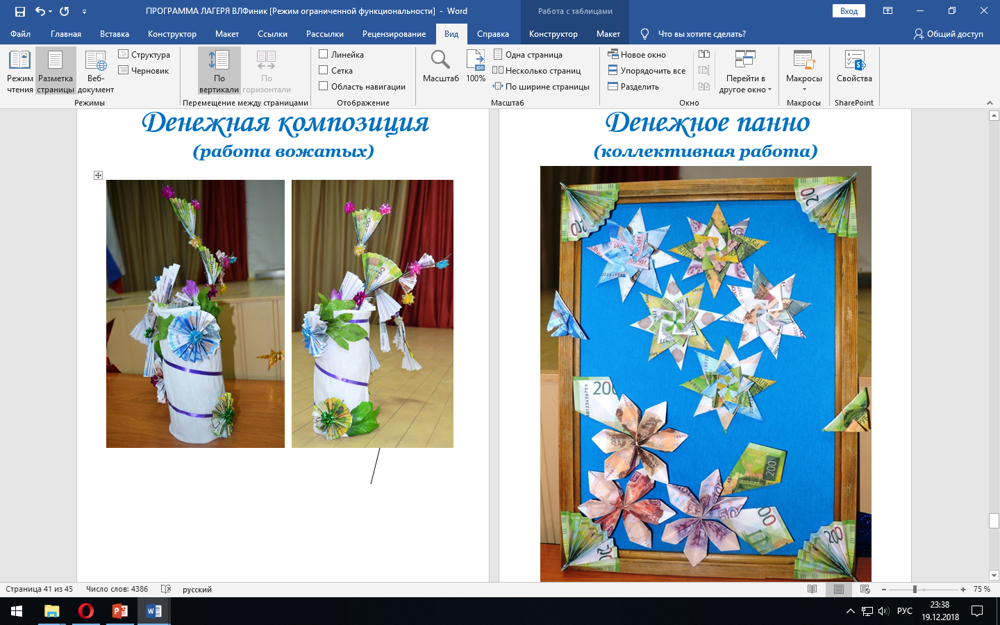 ПРОГРАММА ЛАГЕРЯ ВЛФиник [Режим ограниченной функциональности] - Word
Работа с таблицами
Вход
Файл Главная Вставка Конструктор Макет Ссылки Рассылки Рецензирование Вид Справка Конструктор Макет Что вы хотите сделать? Общий доступ
Режим чтения
Разметка страницы
Веб-документ
Структура
Черновик
Режимы
По вертикали
По горизонтали
Перемещение между страницами
Линейка
Сетка
Область навигации
Отображение
Масштаб
100
100%
Одна страница
Несколько страниц
По ширине страницы
Масштаб
Новое окно
Упорядочить все
Разделить
Перейти в другое окно
Окно
Макросы
Макросы
S
Свойства
SharePoint
Денежная композиция
(работа вожатых)
Денежное панно
(коллективная работа)
200
200
200
Страница 41 из 45 Число слов: 4386 русский
75 %
P
W
РУС
23:38
19.12.2018